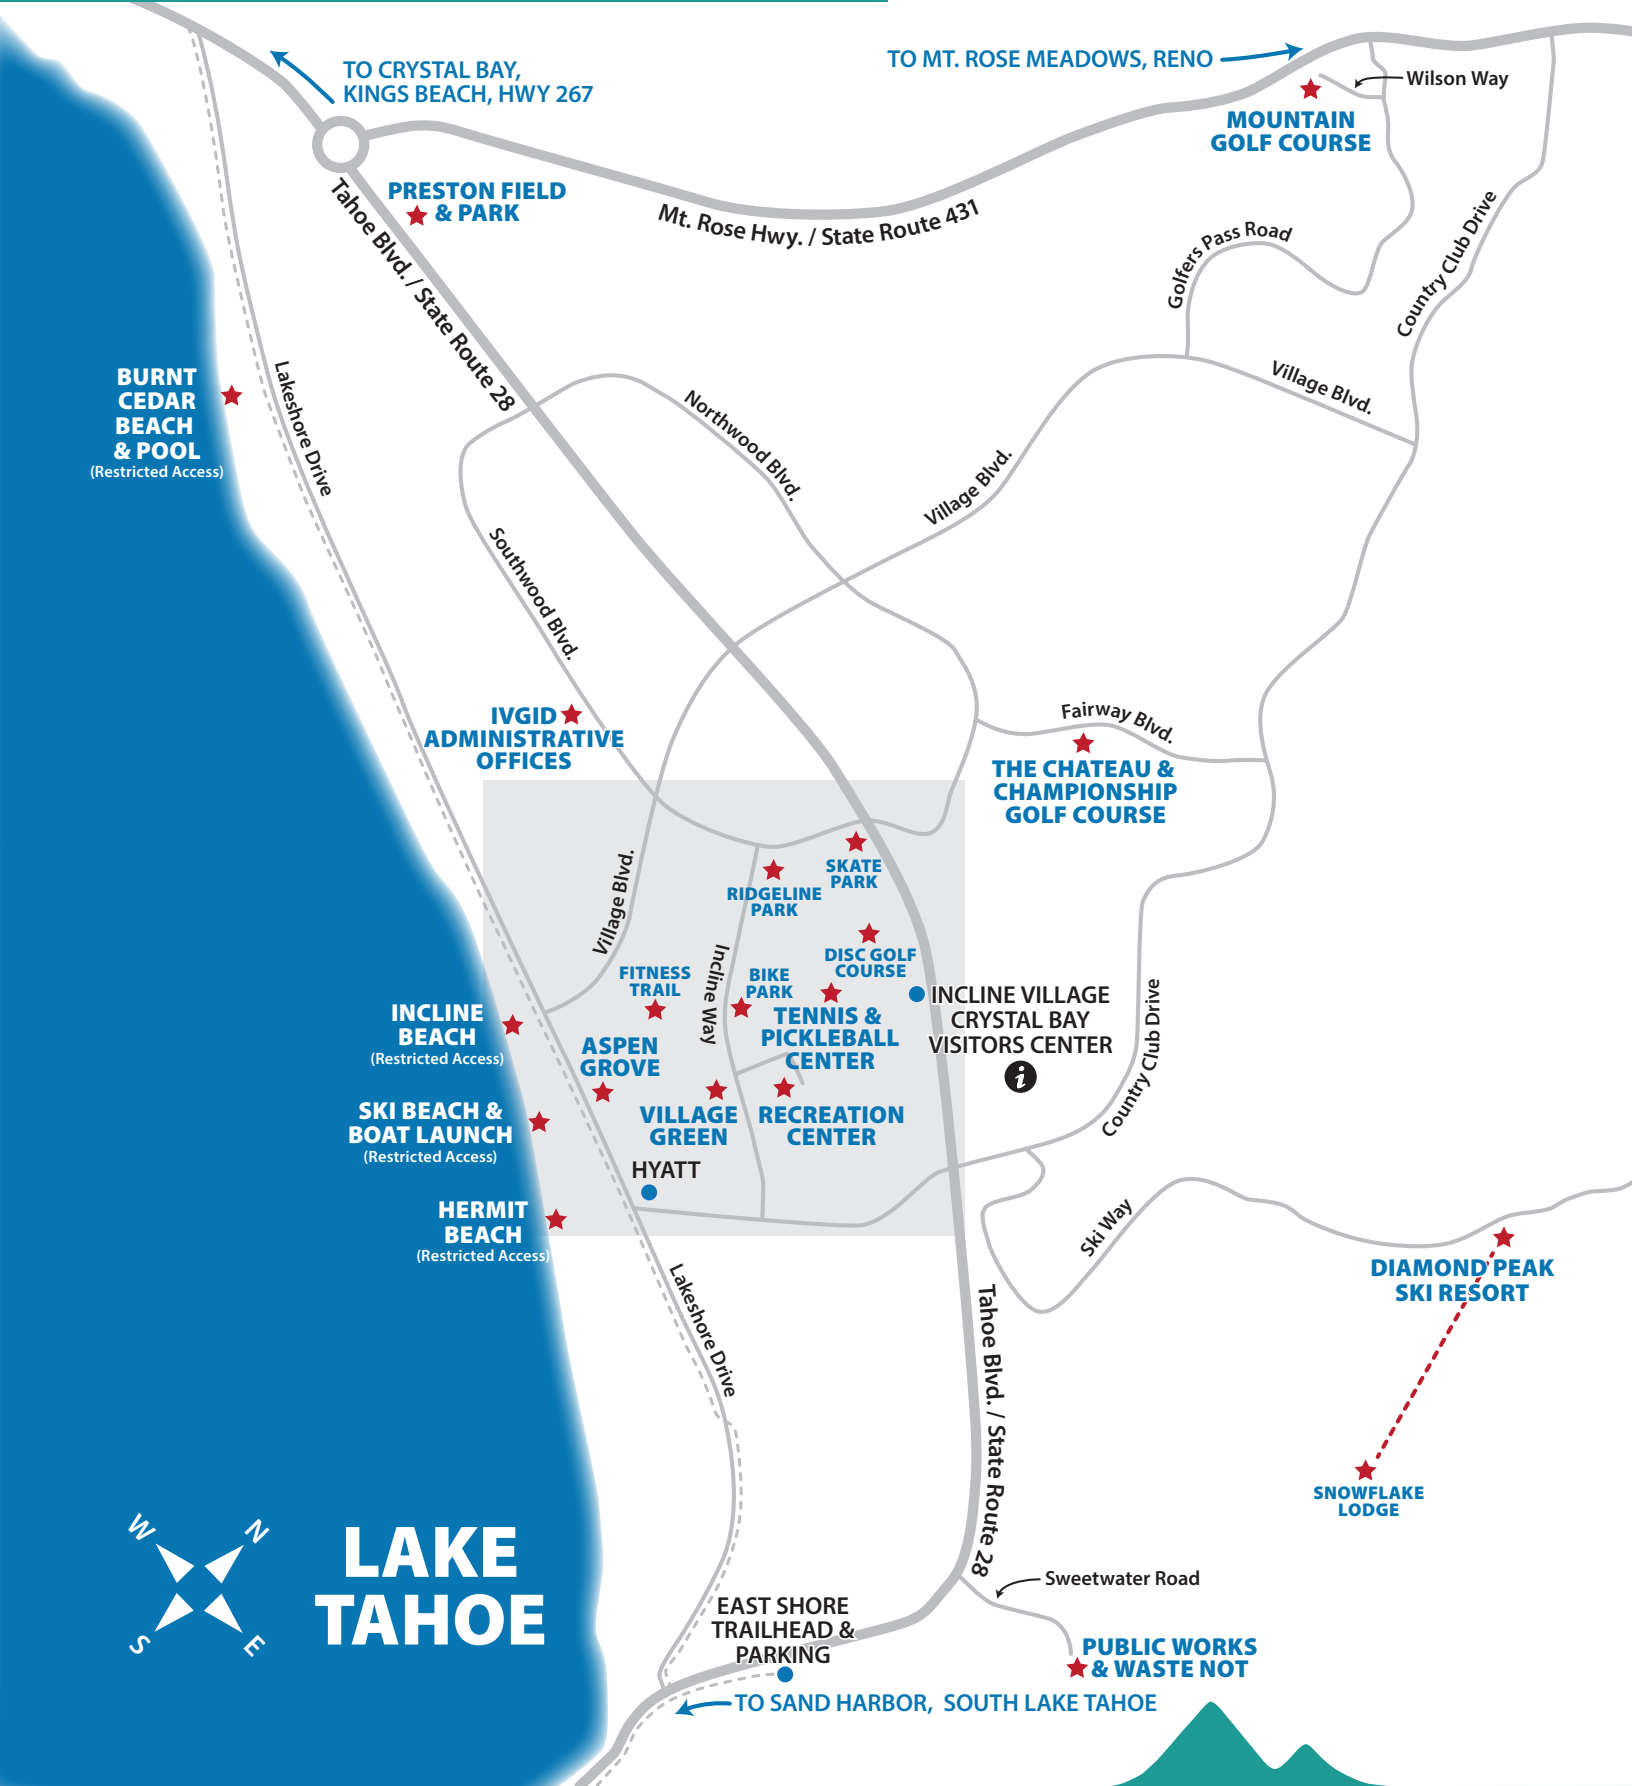 TO CRYSTAL BAY,
KINGS BEACH, HWY 267
TO MT. ROSE MEADOWS, RENO
Wilson Way
MOUNTAIN
GOLF COURSE
PRESTON FIELD
& PARK
Tahoe Blvd. / State Route 28
Mt. Rose Hwy. / State Route 431
Golfers Pass Road
Country Club Drive
BURNT
CEDAR
BEACH
& POOL
(Restricted Access)
Lakeshore Drive
Northwood Blvd.
Village Blvd.
Village Blvd.
Southwood Blvd.
IVGID
ADMINISTRATIVE
OFFICES
Fairway Blvd.
THE CHATEAU &
CHAMPIONSHIP
GOLF COURSE
Village Blvd.
RIDGELINE
PARK
SKATE
PARK
DISC GOLF
COURSE
FITNESS
TRAIL
Incline Way
BIKE
PARK
TENNIS &
PICKLEBALL
CENTER
INCLINE VILLAGE
CRYSTAL BAY
VISITORS CENTER
i
Country Club Drive
INCLINE
BEACH
(Restricted Access)
ASPEN
GROVE
SKI BEACH &
BOAT LAUNCH
(Restricted Access)
VILLAGE
GREEN
RECREATION
CENTER
HYATT
HERMIT
BEACH
(Restricted Access)
Ski Way
DIAMOND PEAK
SKI RESORT
Lakeshore Drive
Tahoe Blvd. / State Route 28
SNOWFLAKE
LODGE
W
N
S
E
LAKE
TAHOE
Sweetwater Road
EAST SHORE
TRAILHEAD &
PARKING
PUBLIC WORKS
& WASTE NOT
TO SAND HARBOR, SOUTH LAKE TAHOE